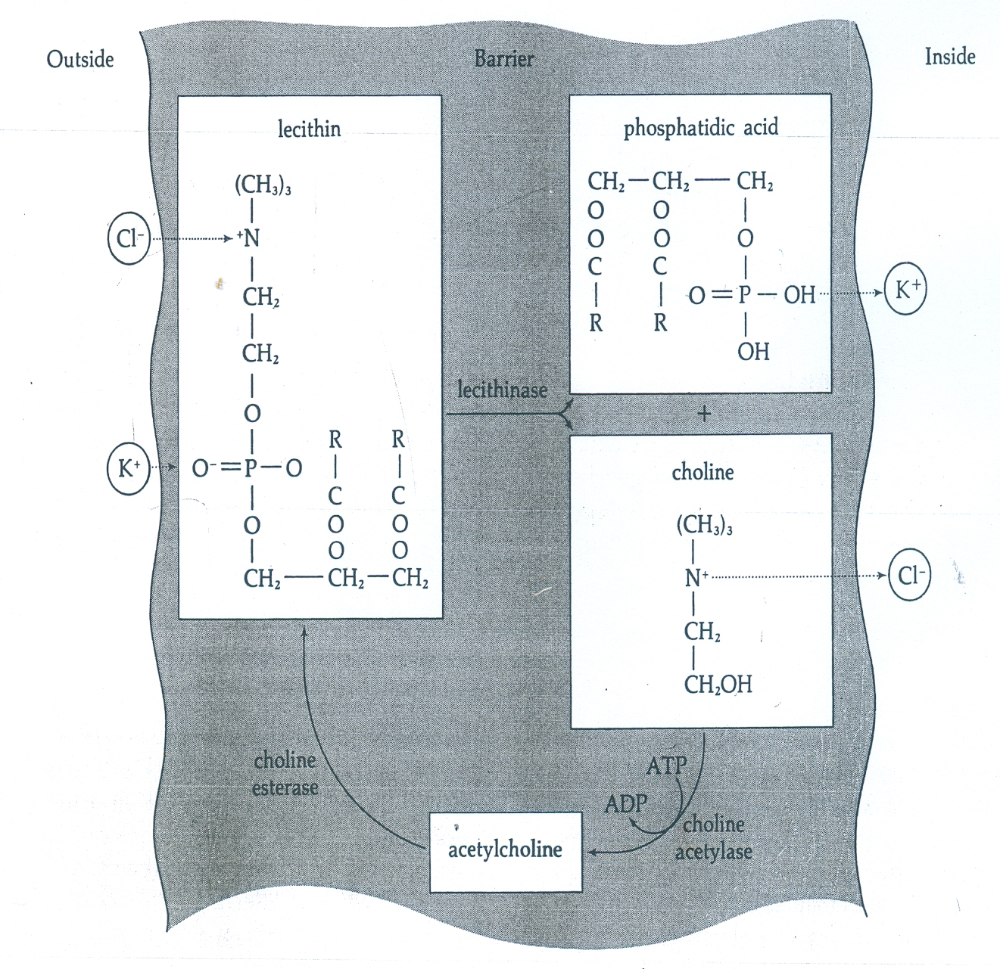 Outside
Barrier
Inside
lecithin
(CH₃)₃
Cl⁻
⁺N
CH₂
CH₂
O
R R
K⁺
O⁻=P—O
C C
O O O
O O
CH₂—CH₂—CH₂
lecithinase
phosphatidic acid
CH₂—CH₂—CH₂
O O
O O O
C C
O=P—OH
K⁺
R R
OH
+
choline
(CH₃)₃
N⁺
Cl⁻
CH₂
CH₂OH
ATP
ADP
choline
acetylase
acetylcholine
choline
esterase